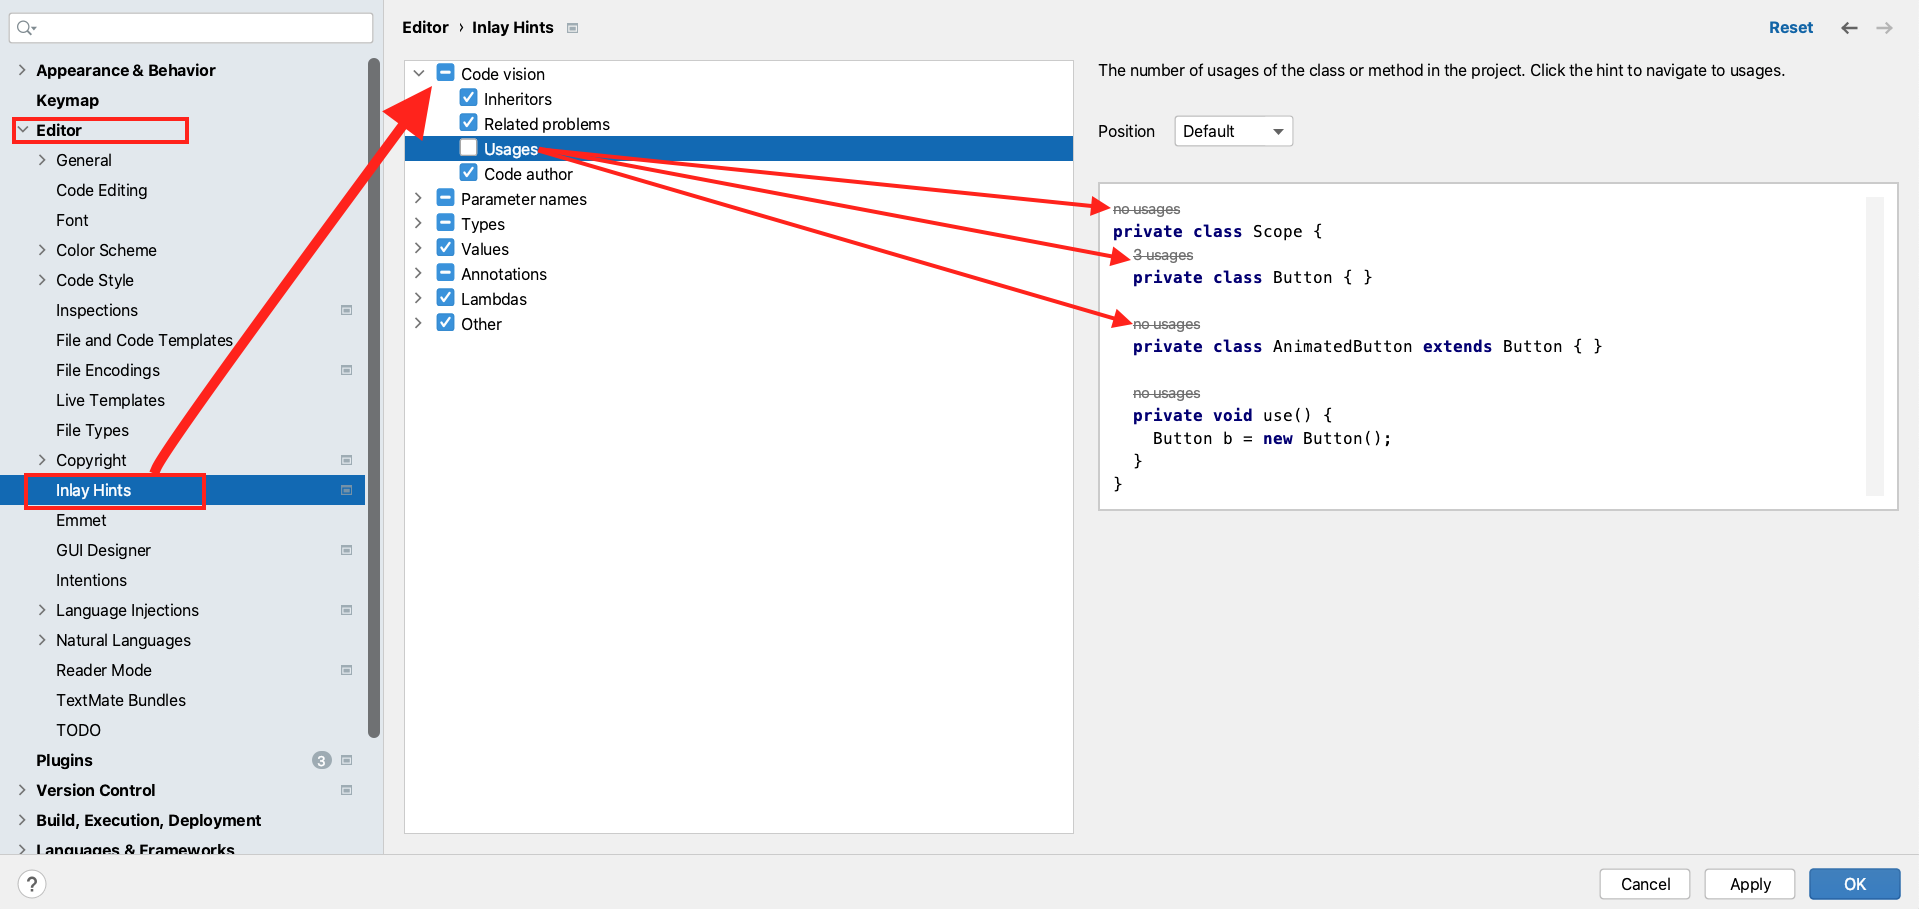 Appearance & Behavior
Keymap
Editor
General
Code Editing
Font
Color Scheme
Code Style
Inspections
File and Code Templates
File Encodings
Live Templates
File Types
Copyright
Inlay Hints
Emmet
GUI Designer
Intentions
Language Injections
Natural Languages
Reader Mode
TextMate Bundles
TODO
Plugins 3
Version Control
Build, Execution, Deployment
Languages & Frameworks
Editor › Inlay Hints
Reset
Code vision
Inheritors
Related problems
Usages
Code author
Parameter names
Types
Values
Annotations
Lambdas
Other
The number of usages of the class or method in the project. Click the hint to navigate to usages.
Position Default
no usages
private class Scope {
3 usages
private class Button { }
no usages
private class AnimatedButton extends Button { }
no usages
private void use() {
Button b = new Button();
}
}
?
Cancel Apply OK